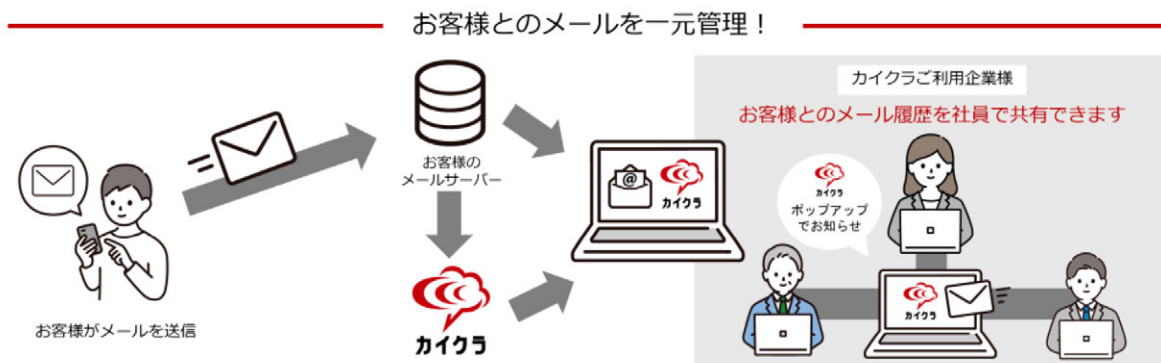 お客様とのメールを一元管理！
カイクラご利用企業様
お客様とのメール履歴を社員で共有できます
お客様の
メールサーバー
@
カイクラ
カイクラ
ポップアップ
でお知らせ
お客様がメールを送信
カイクラ
カイクラ